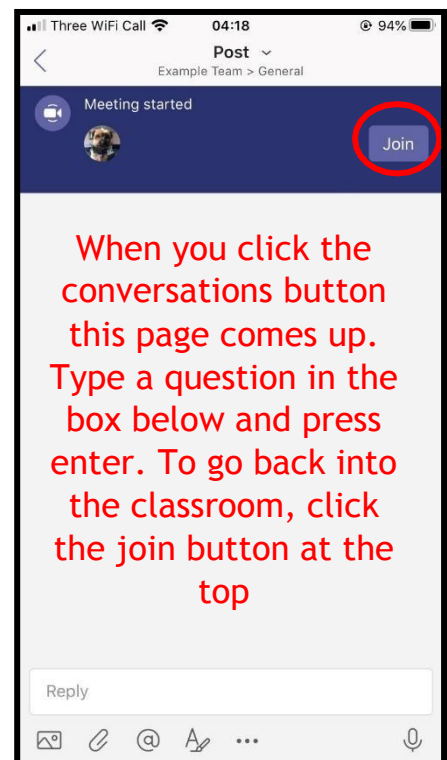 Three WiFi Call 04:18 94%
Post
Example Team > General
Meeting started
Join
When you click the
conversations button
this page comes up.
Type a question in the
box below and press
enter. To go back into
the classroom, click
the join button at the
top
Reply